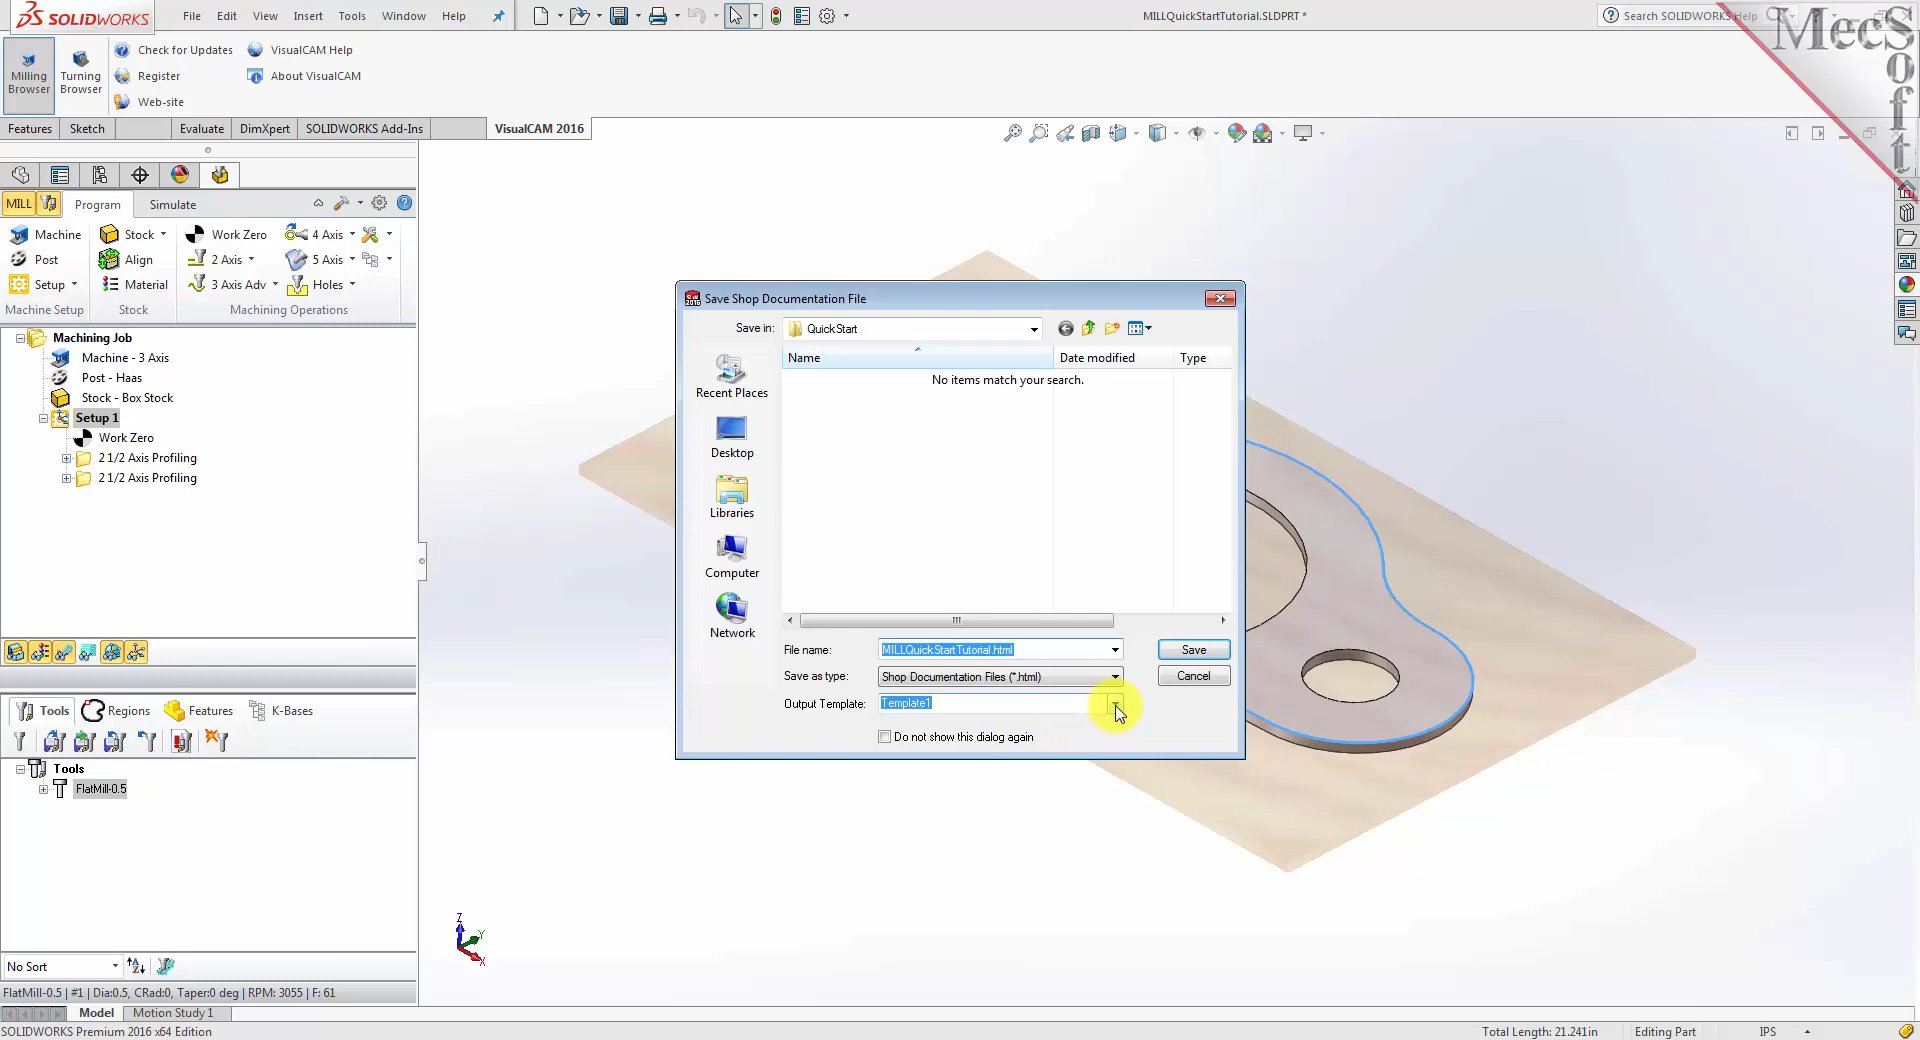 SOLIDWORKS
File Edit View Insert Tools Window Help
MILLQuickStartTutorial.SLDPRT *
Search SOLIDWORKS Help
MecSoft
Milling Browser
Turning Browser
Check for Updates
VisualCAM Help
Register
About VisualCAM
Web-site
Features Sketch Evaluate DimXpert SOLIDWORKS Add-Ins VisualCAM 2016
MILL Program Simulate
Machine Stock Work Zero 4 Axis
Post Align 2 Axis 5 Axis
Setup Material 3 Axis Adv Holes
Machine Setup Stock Machining Operations
Machining Job
Machine - 3 Axis
Post - Haas
Stock - Box Stock
Setup 1
Work Zero
2 1/2 Axis Profiling
2 1/2 Axis Profiling
Save Shop Documentation File
Save in: QuickStart
Name Date modified Type
No items match your search.
Recent Places
Desktop
Libraries
Computer
Network
File name: MILLQuickStartTutorial.html Save
Save as type: Shop Documentation Files (*.html) Cancel
Output Template: Template1
Do not show this dialog again
Tools Regions Features K-Bases
Tools
FlatMill-0.5
Z
Y
X
No Sort
FlatMill-0.5 | #1 | Dia:0.5, CRad:0, Taper:0 deg | RPM: 3055 | F: 61
Model Motion Study 1
SOLIDWORKS Premium 2016 x64 Edition
Total Length: 21.241in Editing Part IPS